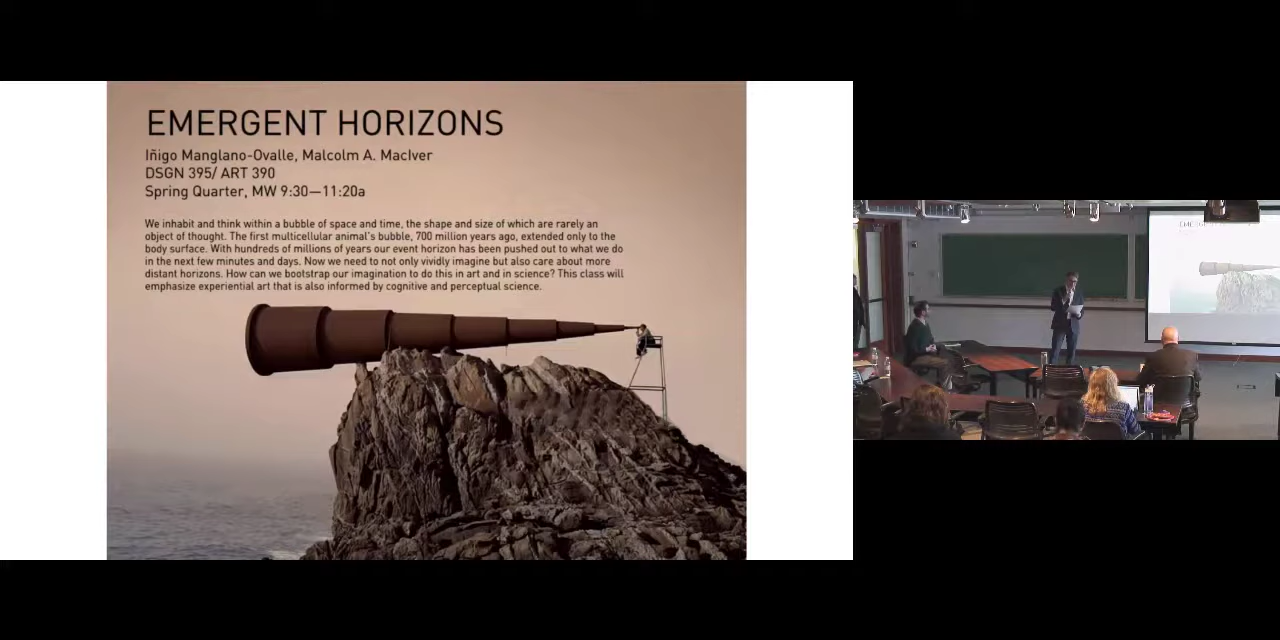 EMERGENT HORIZONS
Iñigo Manglano-Ovalle, Malcolm A. MacIver
DSGN 395/ ART 390
Spring Quarter, MW 9:30—11:20a
We inhabit and think within a bubble of space and time, the shape and size of which are rarely an
object of thought. The first multicellular animal's bubble, 700 million years ago, extended only to the
body surface. With hundreds of millions of years our event horizon has been pushed out to what we do
in the next few minutes and days. Now we need to not only vividly imagine but also care about more
distant horizons. How can we bootstrap our imagination to do this in art and in science? This class will
emphasize experiential art that is also informed by cognitive and perceptual science.